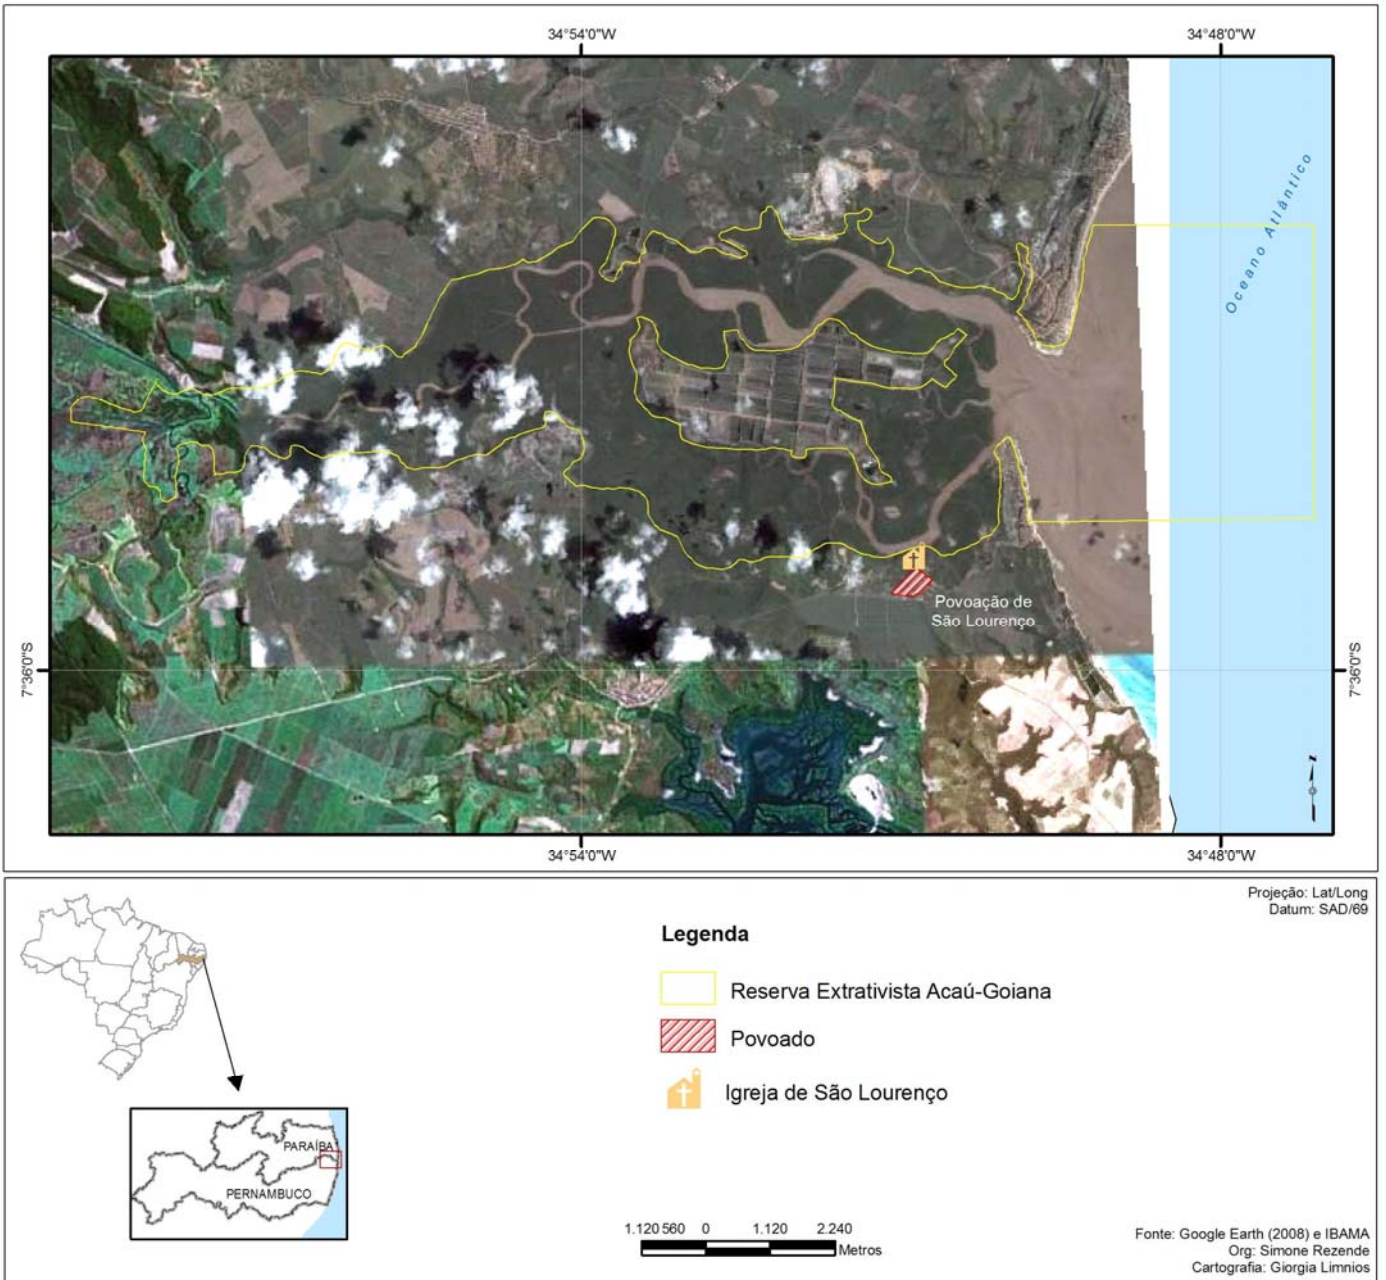 34°54'0"W
34°48'0"W
Oceano Atlântico
Povoação de
São Lourenço
7°36'0"S
7°36'0"S
z
34°54'0"W
34°48'0"W
Projeção: Lat/Long
Datum: SAD/69
Legenda
Reserva Extrativista Acaú-Goiana
Povoado
Igreja de São Lourenço
PARAÍBA
PERNAMBUCO
1.120 560 0 1.120 2.240
Metros
Fonte: Google Earth (2008) e IBAMA
Org: Simone Rezende
Cartografia: Giorgia Limnios